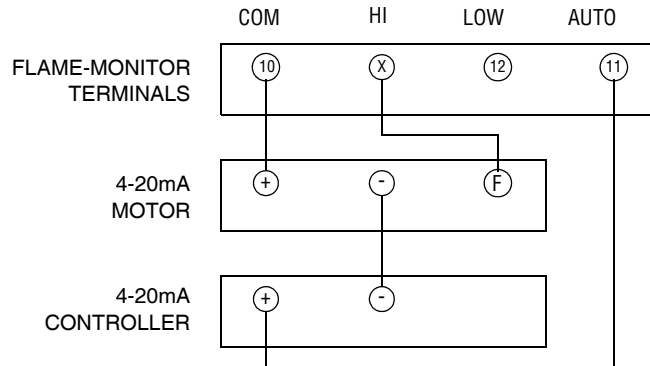 COM HI LOW AUTO
FLAME-MONITOR 10 X 12 11
TERMINALS
4-20mA + - F
MOTOR
4-20mA + -
CONTROLLER